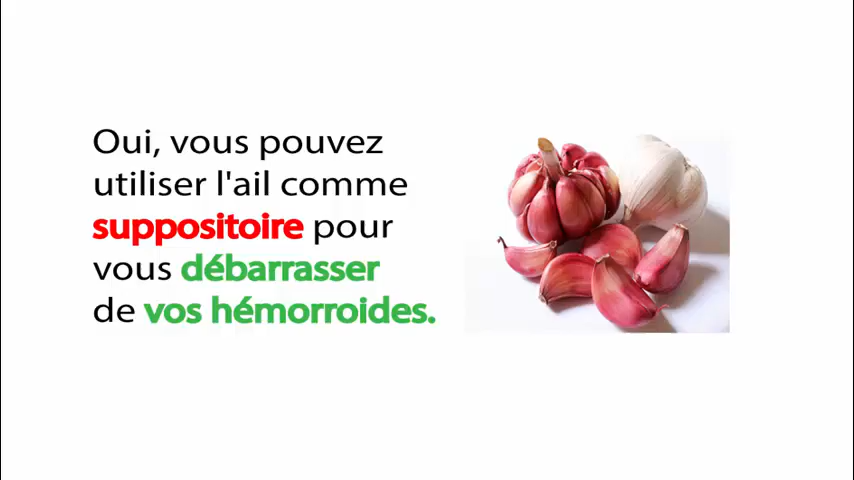 Oui, vous pouvez
utiliser l'ail comme
suppositoire pour
vous débarrasser
de vos hémorroides.